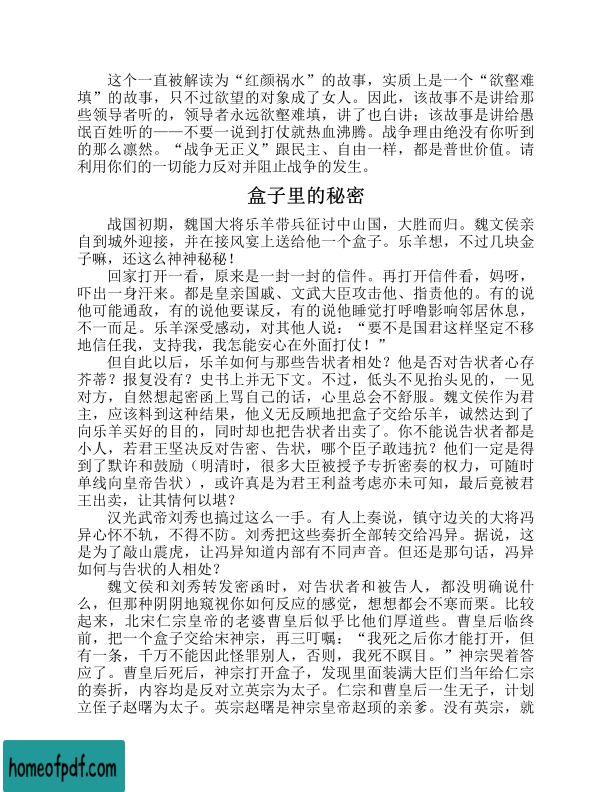 这个一直被解读为“红颜祸水”的故事，实质上是一个“欲壑难
填”的故事，只不过欲望的对象成了女人。因此，该故事不是讲给那
些领导者听的，领导者永远欲壑难填，讲了也白讲；该故事是讲给愚
氓百姓听的——不要一说到打仗就热血沸腾。战争理由绝没有你听到
的那么凛然。“战争无正义”跟民主、自由一样，都是普世价值。请
利用你们的一切能力反对并阻止战争的发生。
盒子里的秘密
战国初期，魏国大将乐羊带兵征讨中山国，大胜而归。魏文侯亲
自到城外迎接，并在接风宴上送给他一个盒子。乐羊想，不过几块金
子嘛，还这么神神秘秘！
回家打开一看，原来是一封一封的信件。再打开信件看，妈呀，
吓出一身汗来。都是皇亲国戚、文武大臣攻击他、指责他的。有的说
他可能通敌，有的说他要谋反，有的说他睡觉打呼噜影响邻居休息，
不一而足。乐羊深受感动，对其他人说：“要不是国君这样坚定不移
地信任我，支持我，我怎能安心在外面打仗！”
但自此以后，乐羊如何与那些告状者相处？他是否对告状者心存
芥蒂？报复没有？史书上并无下文。不过，低头不见抬头见的，一见
对方，自然想起密函上骂自己的话，心里总会不舒服。魏文侯作为君
主，应该料到这种结果，他义无反顾地把盒子交给乐羊，诚然达到了
向乐羊买好的目的，同时却也把告状者出卖了。你不能说告状者都是
小人，若君王坚决反对告密、告状，哪个臣子敢违抗？他们一定是得
到了默许和鼓励（明清时，很多大臣被授予专折密奏的权力，可随时
单线向皇帝告状），或许真是为君王利益考虑亦未可知，最后竟被君
王出卖，让其情何以堪？
汉光武帝刘秀也搞过这么一手。有人上奏说，镇守边关的大将冯
异心怀不轨，不得不防。刘秀把这些奏折全部转交给冯异。据说，这
是为了敲山震虎，让冯异知道内部有不同声音。但还是那句话，冯异
如何与告状的人相处？
魏文侯和刘秀转发密函时，对告状者和被告人，都没明确说什
么，但那种阴阴地窥视你如何反应的感觉，想想都会不寒而栗。比较
起来，北宋仁宗皇帝的老婆曹皇后似乎比他们厚道些。曹皇后临终
前，把一个盒子交给宋神宗，再三叮嘱：“我死之后你才能打开，但
有一条，千万不能因此怪罪别人，否则，我死不瞑目。”神宗哭着答
应了。曹皇后死后，神宗打开盒子，发现里面装满大臣们当年给仁宗
的奏折，内容均是反对立英宗为太子。仁宗和曹皇后一生无子，计划
立侄子赵曙为太子。英宗赵曙是神宗皇帝赵顼的亲爹。没有英宗，就
homeofpdf.com